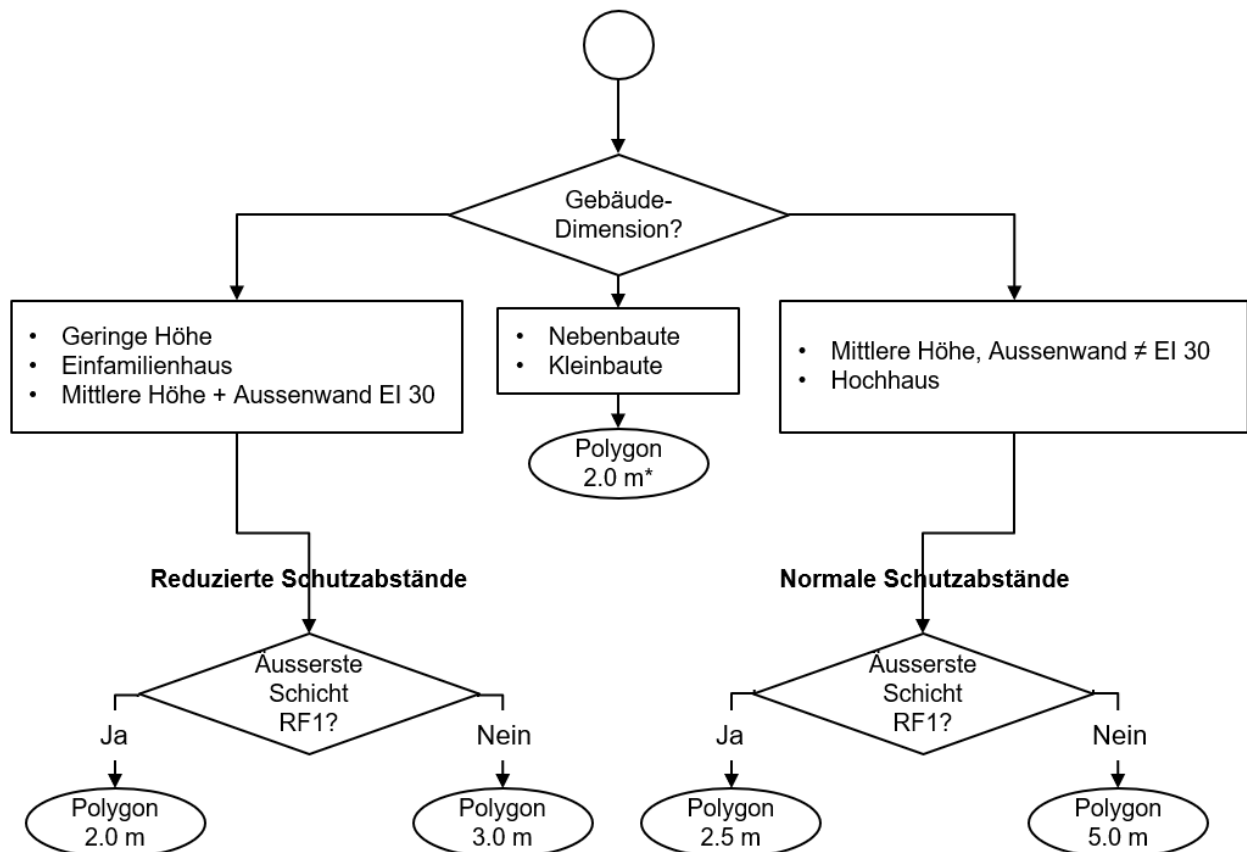 Gebäude-
Dimension?
• Geringe Höhe
• Einfamilienhaus
• Mittlere Höhe + Aussenwand EI 30
• Nebenbaute
• Kleinbaute
• Mittlere Höhe, Aussenwand ≠ EI 30
• Hochhaus
Polygon
2.0 m*
Reduzierte Schutzabstände
Normale Schutzabstände
Äusserste
Schicht
RF1?
Ja
Nein
Polygon
2.0 m
Polygon
3.0 m
Äusserste
Schicht
RF1?
Ja
Nein
Polygon
2.5 m
Polygon
5.0 m